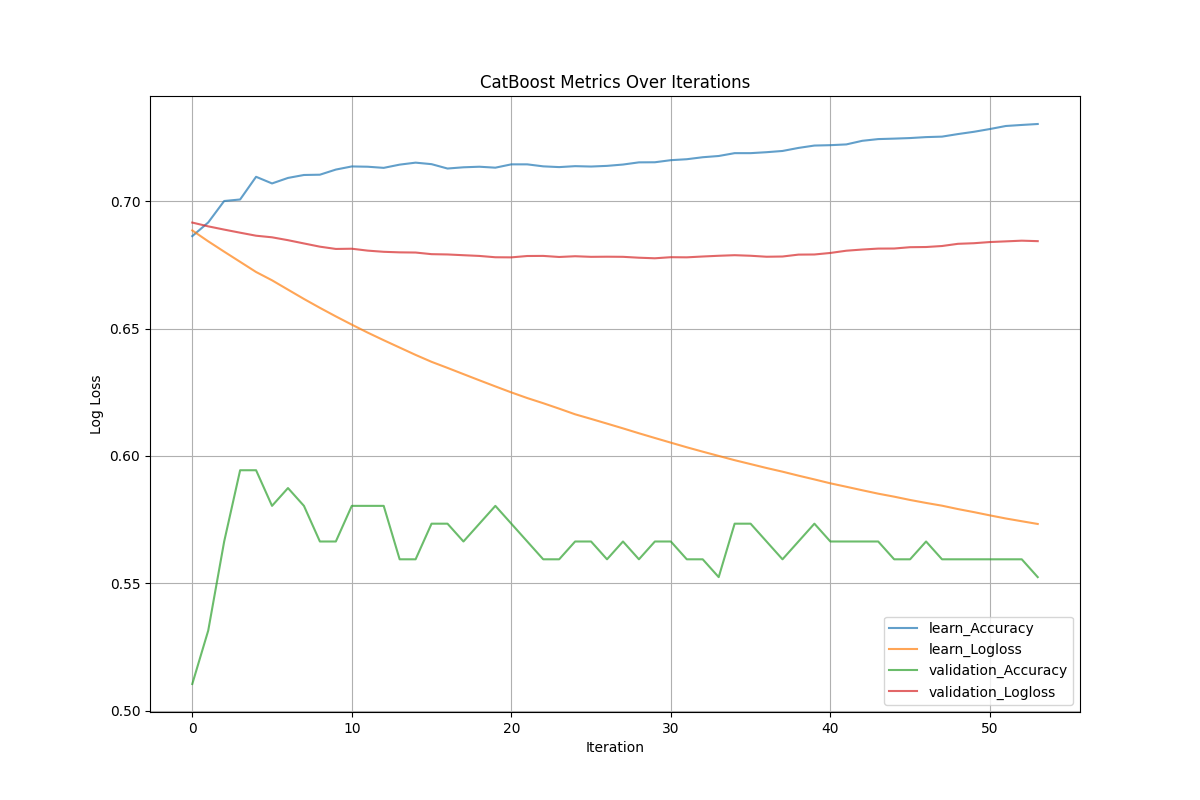 CatBoost Metrics Over Iterations
Log Loss
0.70
0.65
0.60
0.55
0.50
0
10
20
30
40
50
Iteration
learn_Accuracy
learn_Logloss
validation_Accuracy
validation_Logloss